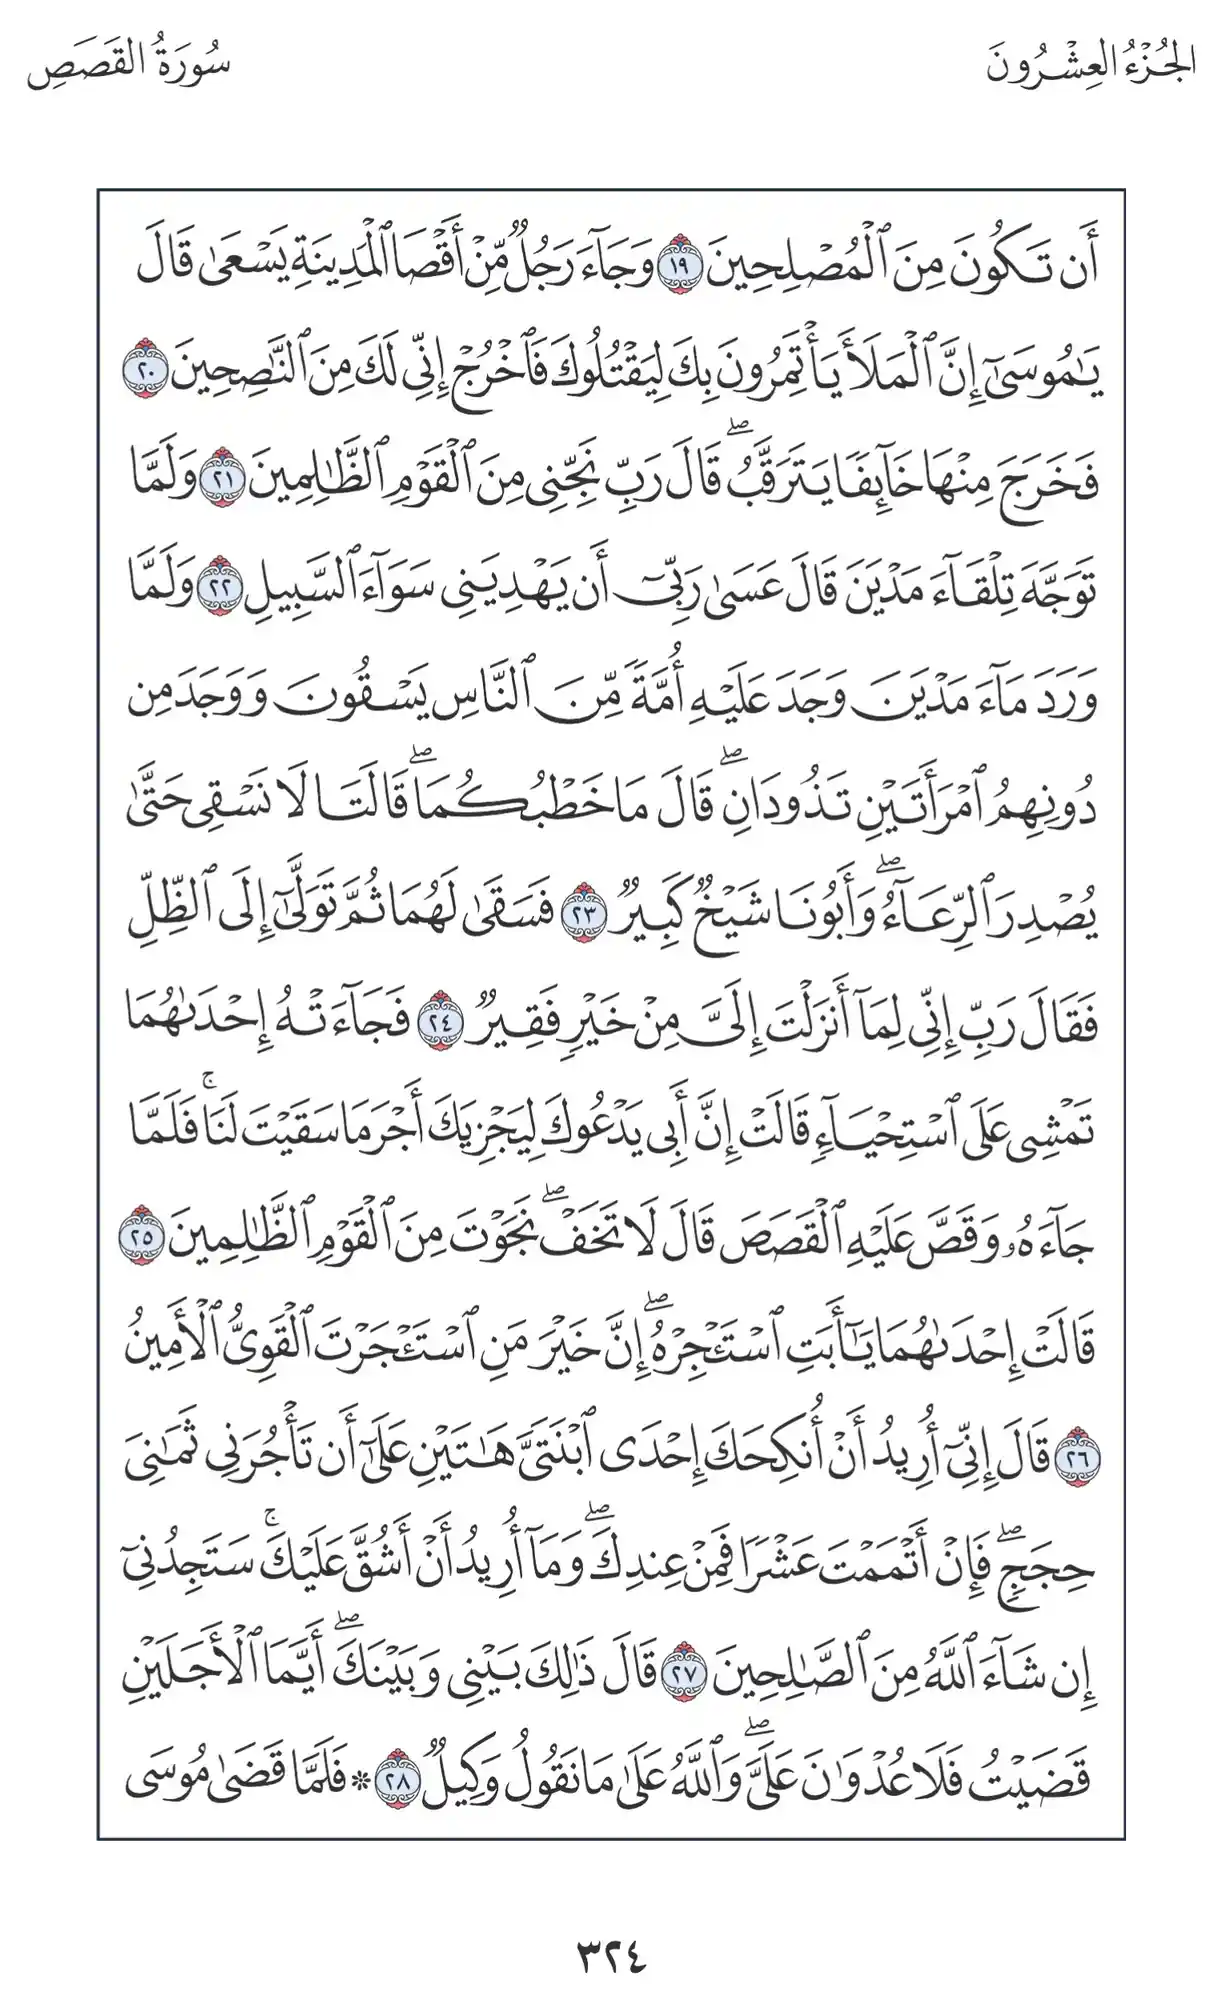 الجُزْءُ العِشْرُونَ
سُورَةُ القَصَصِ
أَن تَكُونَ مِنَ ٱلْمُصْلِحِينَ ١٩ وَجَآءَ رَجُلٌ مِّنْ أَقْصَا ٱلْمَدِينَةِ يَسْعَىٰ قَالَ
يَٰمُوسَىٰٓ إِنَّ ٱلْمَلَأَ يَأْتَمِرُونَ بِكَ لِيَقْتُلُوكَ فَٱخْرُجْ إِنِّى لَكَ مِنَ ٱلنَّٰصِحِينَ ٢٠
فَخَرَجَ مِنْهَا خَآئِفًا يَتَرَقَّبُ ۖ قَالَ رَبِّ نَجِّنِى مِنَ ٱلْقَوْمِ ٱلظَّٰلِمِينَ ٢١ وَلَمَّا
تَوَجَّهَ تِلْقَآءَ مَدْيَنَ قَالَ عَسَىٰ رَبِّىٓ أَن يَهْدِيَنِى سَوَآءَ ٱلسَّبِيلِ ٢٢ وَلَمَّا
وَرَدَ مَآءَ مَدْيَنَ وَجَدَ عَلَيْهِ أُمَّةً مِّنَ ٱلنَّاسِ يَسْقُونَ وَوَجَدَ مِن
دُونِهِمُ ٱمْرَأَتَيْنِ تَذُودَانِ ۖ قَالَ مَا خَطْبُكُمَا ۖ قَالَتَا لَا نَسْقِى حَتَّىٰ
يُصْدِرَ ٱلرِّعَآءُ ۖ وَأَبُونَا شَيْخٌ كَبِيرٌ ٢٣ فَسَقَىٰ لَهُمَا ثُمَّ تَوَلَّىٰٓ إِلَى ٱلظِّلِّ
فَقَالَ رَبِّ إِنِّى لِمَآ أَنزَلْتَ إِلَىَّ مِنْ خَيْرٍ فَقِيرٌ ٢٤ فَجَآءَتْهُ إِحْدَىٰهُمَا
تَمْشِى عَلَى ٱسْتِحْيَآءٍ قَالَتْ إِنَّ أَبِى يَدْعُوكَ لِيَجْزِيَكَ أَجْرَ مَا سَقَيْتَ لَنَا ۚ فَلَمَّا
جَآءَهُۥ وَقَصَّ عَلَيْهِ ٱلْقَصَصَ قَالَ لَا تَخَفْ ۖ نَجَوْتَ مِنَ ٱلْقَوْمِ ٱلظَّٰلِمِينَ ٢٥
قَالَتْ إِحْدَىٰهُمَا يَٰٓأَبَتِ ٱسْتَـْٔجِرْهُ ۖ إِنَّ خَيْرَ مَنِ ٱسْتَـْٔجَرْتَ ٱلْقَوِىُّ ٱلْأَمِينُ
٢٦ قَالَ إِنِّىٓ أُرِيدُ أَنْ أُنكِحَكَ إِحْدَى ٱبْنَتَىَّ هَٰتَيْنِ عَلَىٰٓ أَن تَأْجُرَنِى ثَمَٰنِىَ
حِجَجٍ ۖ فَإِنْ أَتْمَمْتَ عَشْرًا فَمِنْ عِندِكَ ۖ وَمَآ أُرِيدُ أَنْ أَشُقَّ عَلَيْكَ ۚ سَتَجِدُنِىٓ
إِن شَآءَ ٱللَّهُ مِنَ ٱلصَّٰلِحِينَ ٢٧ قَالَ ذَٰلِكَ بَيْنِى وَبَيْنَكَ ۖ أَيَّمَا ٱلْأَجَلَيْنِ
قَضَيْتُ فَلَا عُدْوَٰنَ عَلَىَّ ۖ وَٱللَّهُ عَلَىٰ مَا نَقُولُ وَكِيلٌ ٢٨ ۞ فَلَمَّا قَضَىٰ مُوسَى
٣٢٤